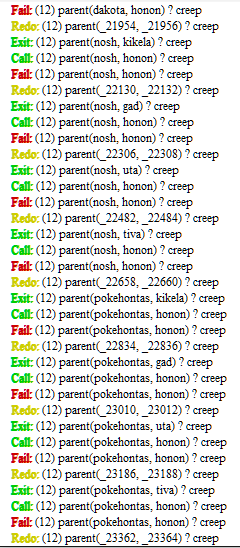 Fail: (12) parent(dakota, honon) ? creep
Redo: (12) parent(_21954, _21956) ? creep
Exit: (12) parent(nosh, kikela) ? creep
Call: (12) parent(nosh, honon) ? creep
Fail: (12) parent(nosh, honon) ? creep
Redo: (12) parent(_22130, _22132) ? creep
Exit: (12) parent(nosh, gad) ? creep
Call: (12) parent(nosh, honon) ? creep
Fail: (12) parent(nosh, honon) ? creep
Redo: (12) parent(_22306, _22308) ? creep
Exit: (12) parent(nosh, uta) ? creep
Call: (12) parent(nosh, honon) ? creep
Fail: (12) parent(nosh, honon) ? creep
Redo: (12) parent(_22482, _22484) ? creep
Exit: (12) parent(nosh, tiva) ? creep
Call: (12) parent(nosh, honon) ? creep
Fail: (12) parent(nosh, honon) ? creep
Redo: (12) parent(_22658, _22660) ? creep
Exit: (12) parent(pokehontas, kikela) ? creep
Call: (12) parent(pokehontas, honon) ? creep
Fail: (12) parent(pokehontas, honon) ? creep
Redo: (12) parent(_22834, _22836) ? creep
Exit: (12) parent(pokehontas, gad) ? creep
Call: (12) parent(pokehontas, honon) ? creep
Fail: (12) parent(pokehontas, honon) ? creep
Redo: (12) parent(_23010, _23012) ? creep
Exit: (12) parent(pokehontas, uta) ? creep
Call: (12) parent(pokehontas, honon) ? creep
Fail: (12) parent(pokehontas, honon) ? creep
Redo: (12) parent(_23186, _23188) ? creep
Exit: (12) parent(pokehontas, tiva) ? creep
Call: (12) parent(pokehontas, honon) ? creep
Fail: (12) parent(pokehontas, honon) ? creep
Redo: (12) parent(_23362, _23364) ? creep